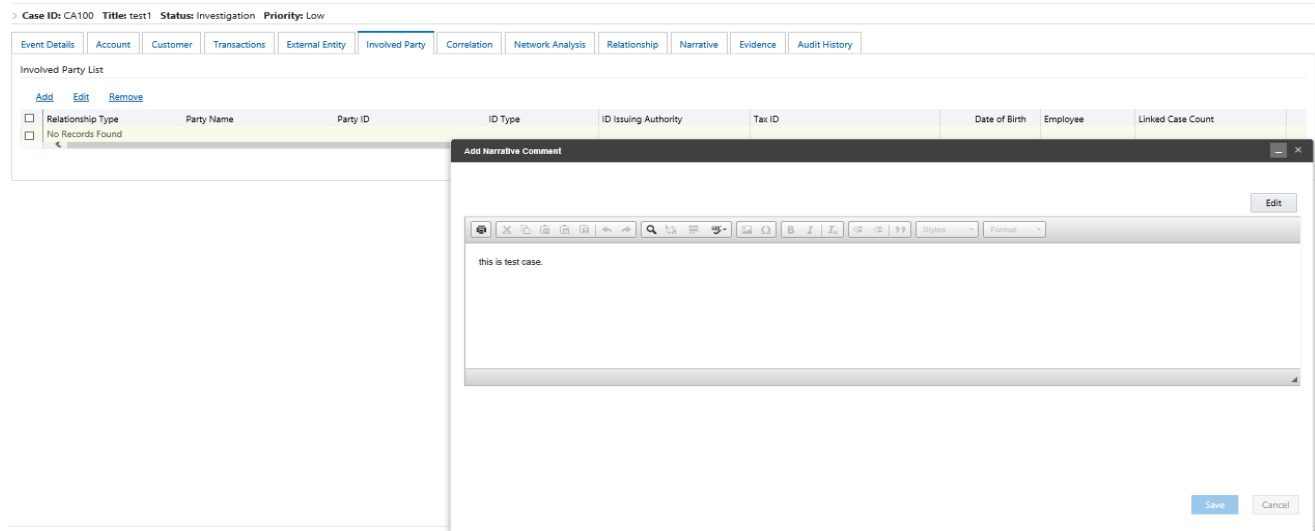 Case ID: CA100 Title: test1 Status: Investigation Priority: Low
Event Details Account Customer Transactions External Entity Involved Party Correlation Network Analysis Relationship Narrative Evidence Audit History
Involved Party List
Add Edit Remove
Relationship Type Party Name Party ID ID Type ID Issuing Authority Tax ID Date of Birth Employee Linked Case Count
No Records Found
Add Narrative Comment
Edit
B I Ix Styles Format
this is test case.
Save Cancel